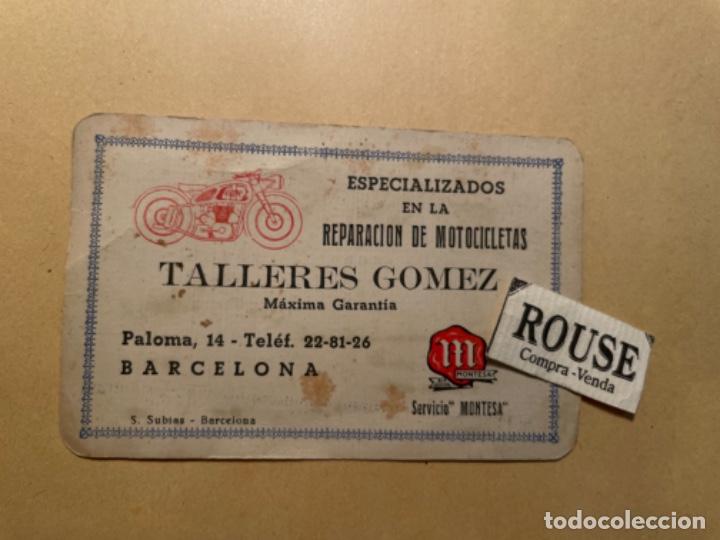 ESPECIALIZADOS
EN LA
REPARACION DE MOTOCICLETAS
TALLERES GOMEZ
Máxima Garantía
Paloma, 14 - Teléf. 22-81-26
BARCELONA
M
MONTESA
Servicio "MONTESA"
S. Subias - Barcelona
ROUSE
Compra-Venda
todocoleccion.net